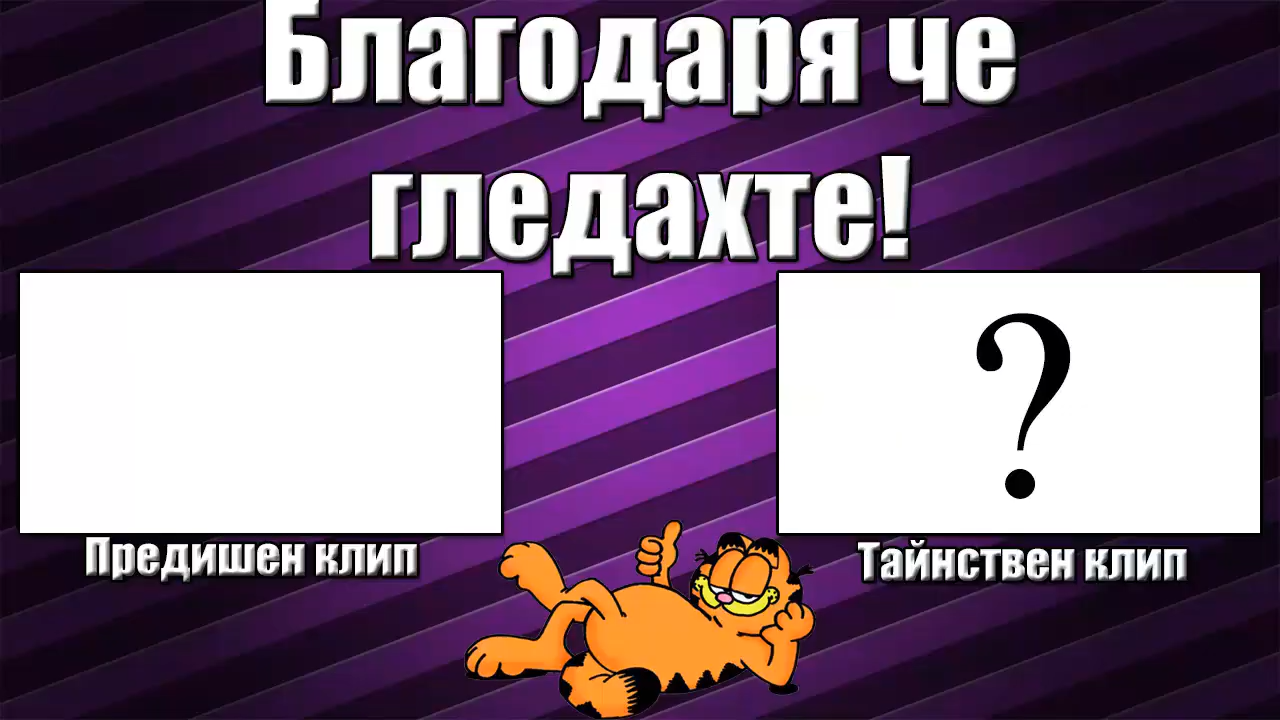 Благодаря че
гледахте!
?
Предишен клип
Тайнствен клип